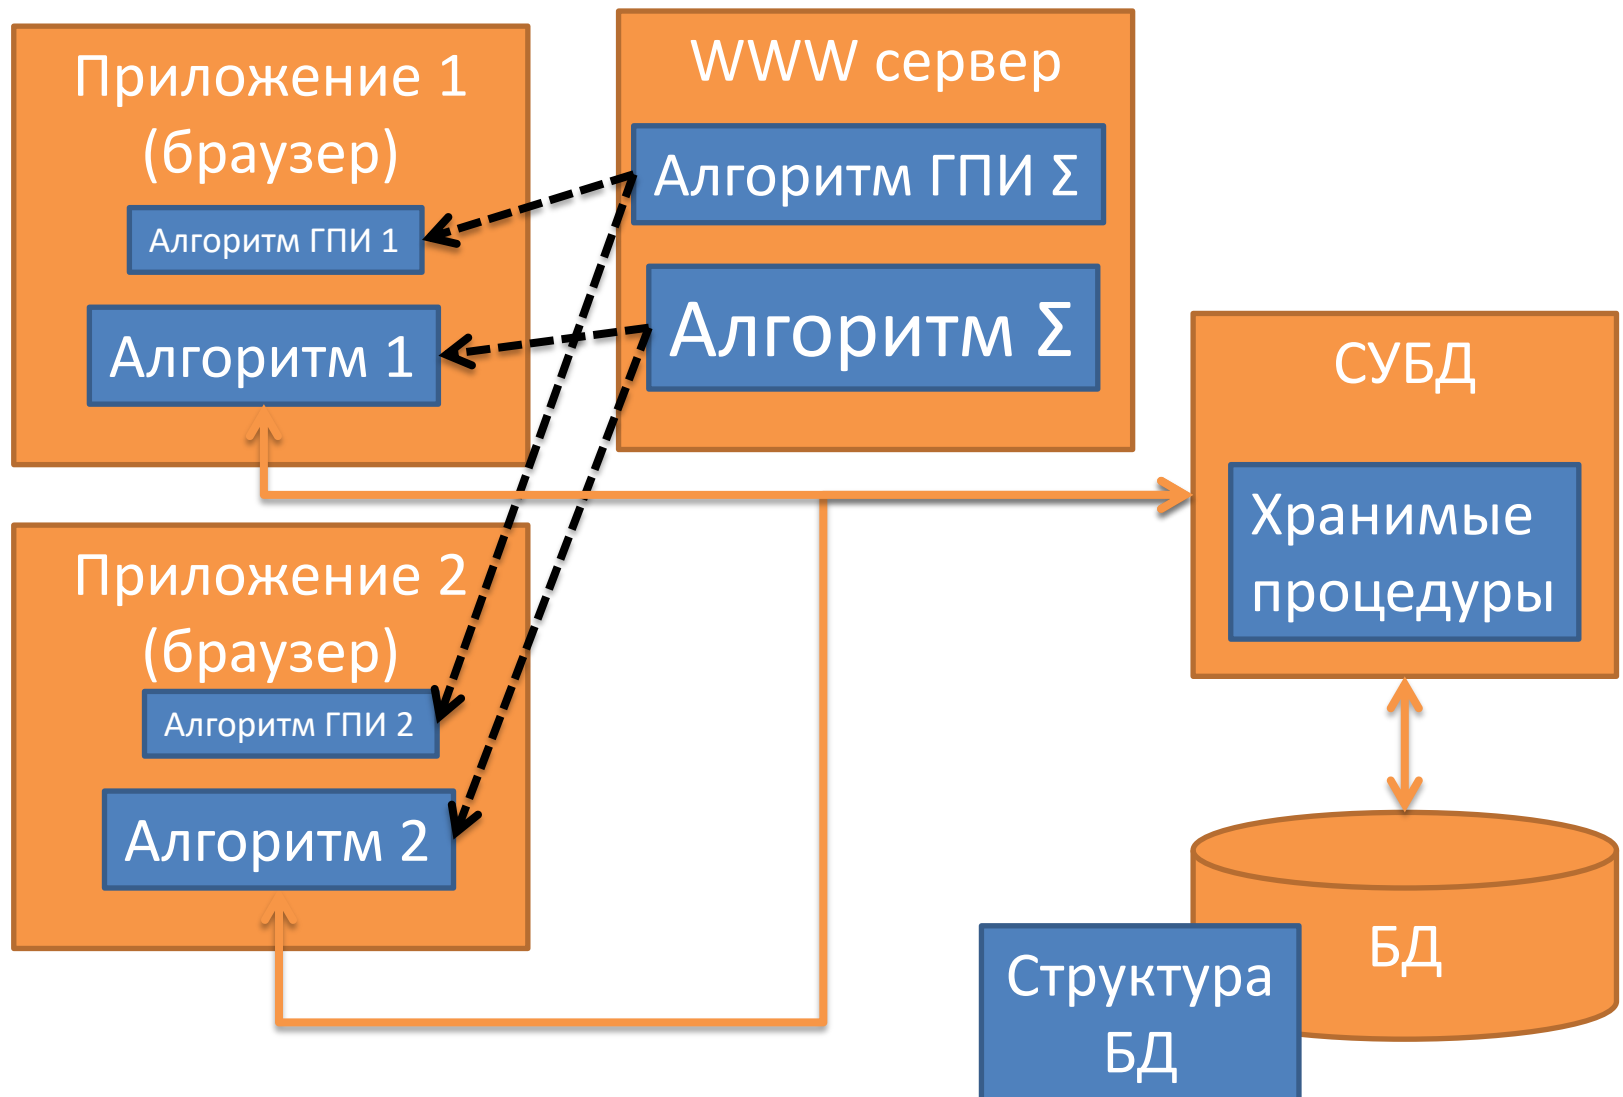 Приложение 1
(браузер)
Алгоритм ГПИ 1
Алгоритм 1
WWW сервер
Алгоритм ГПИ Σ
Алгоритм Σ
Приложение 2
(браузер)
Алгоритм ГПИ 2
Алгоритм 2
СУБД
Хранимые
процедуры
БД
Структура
БД